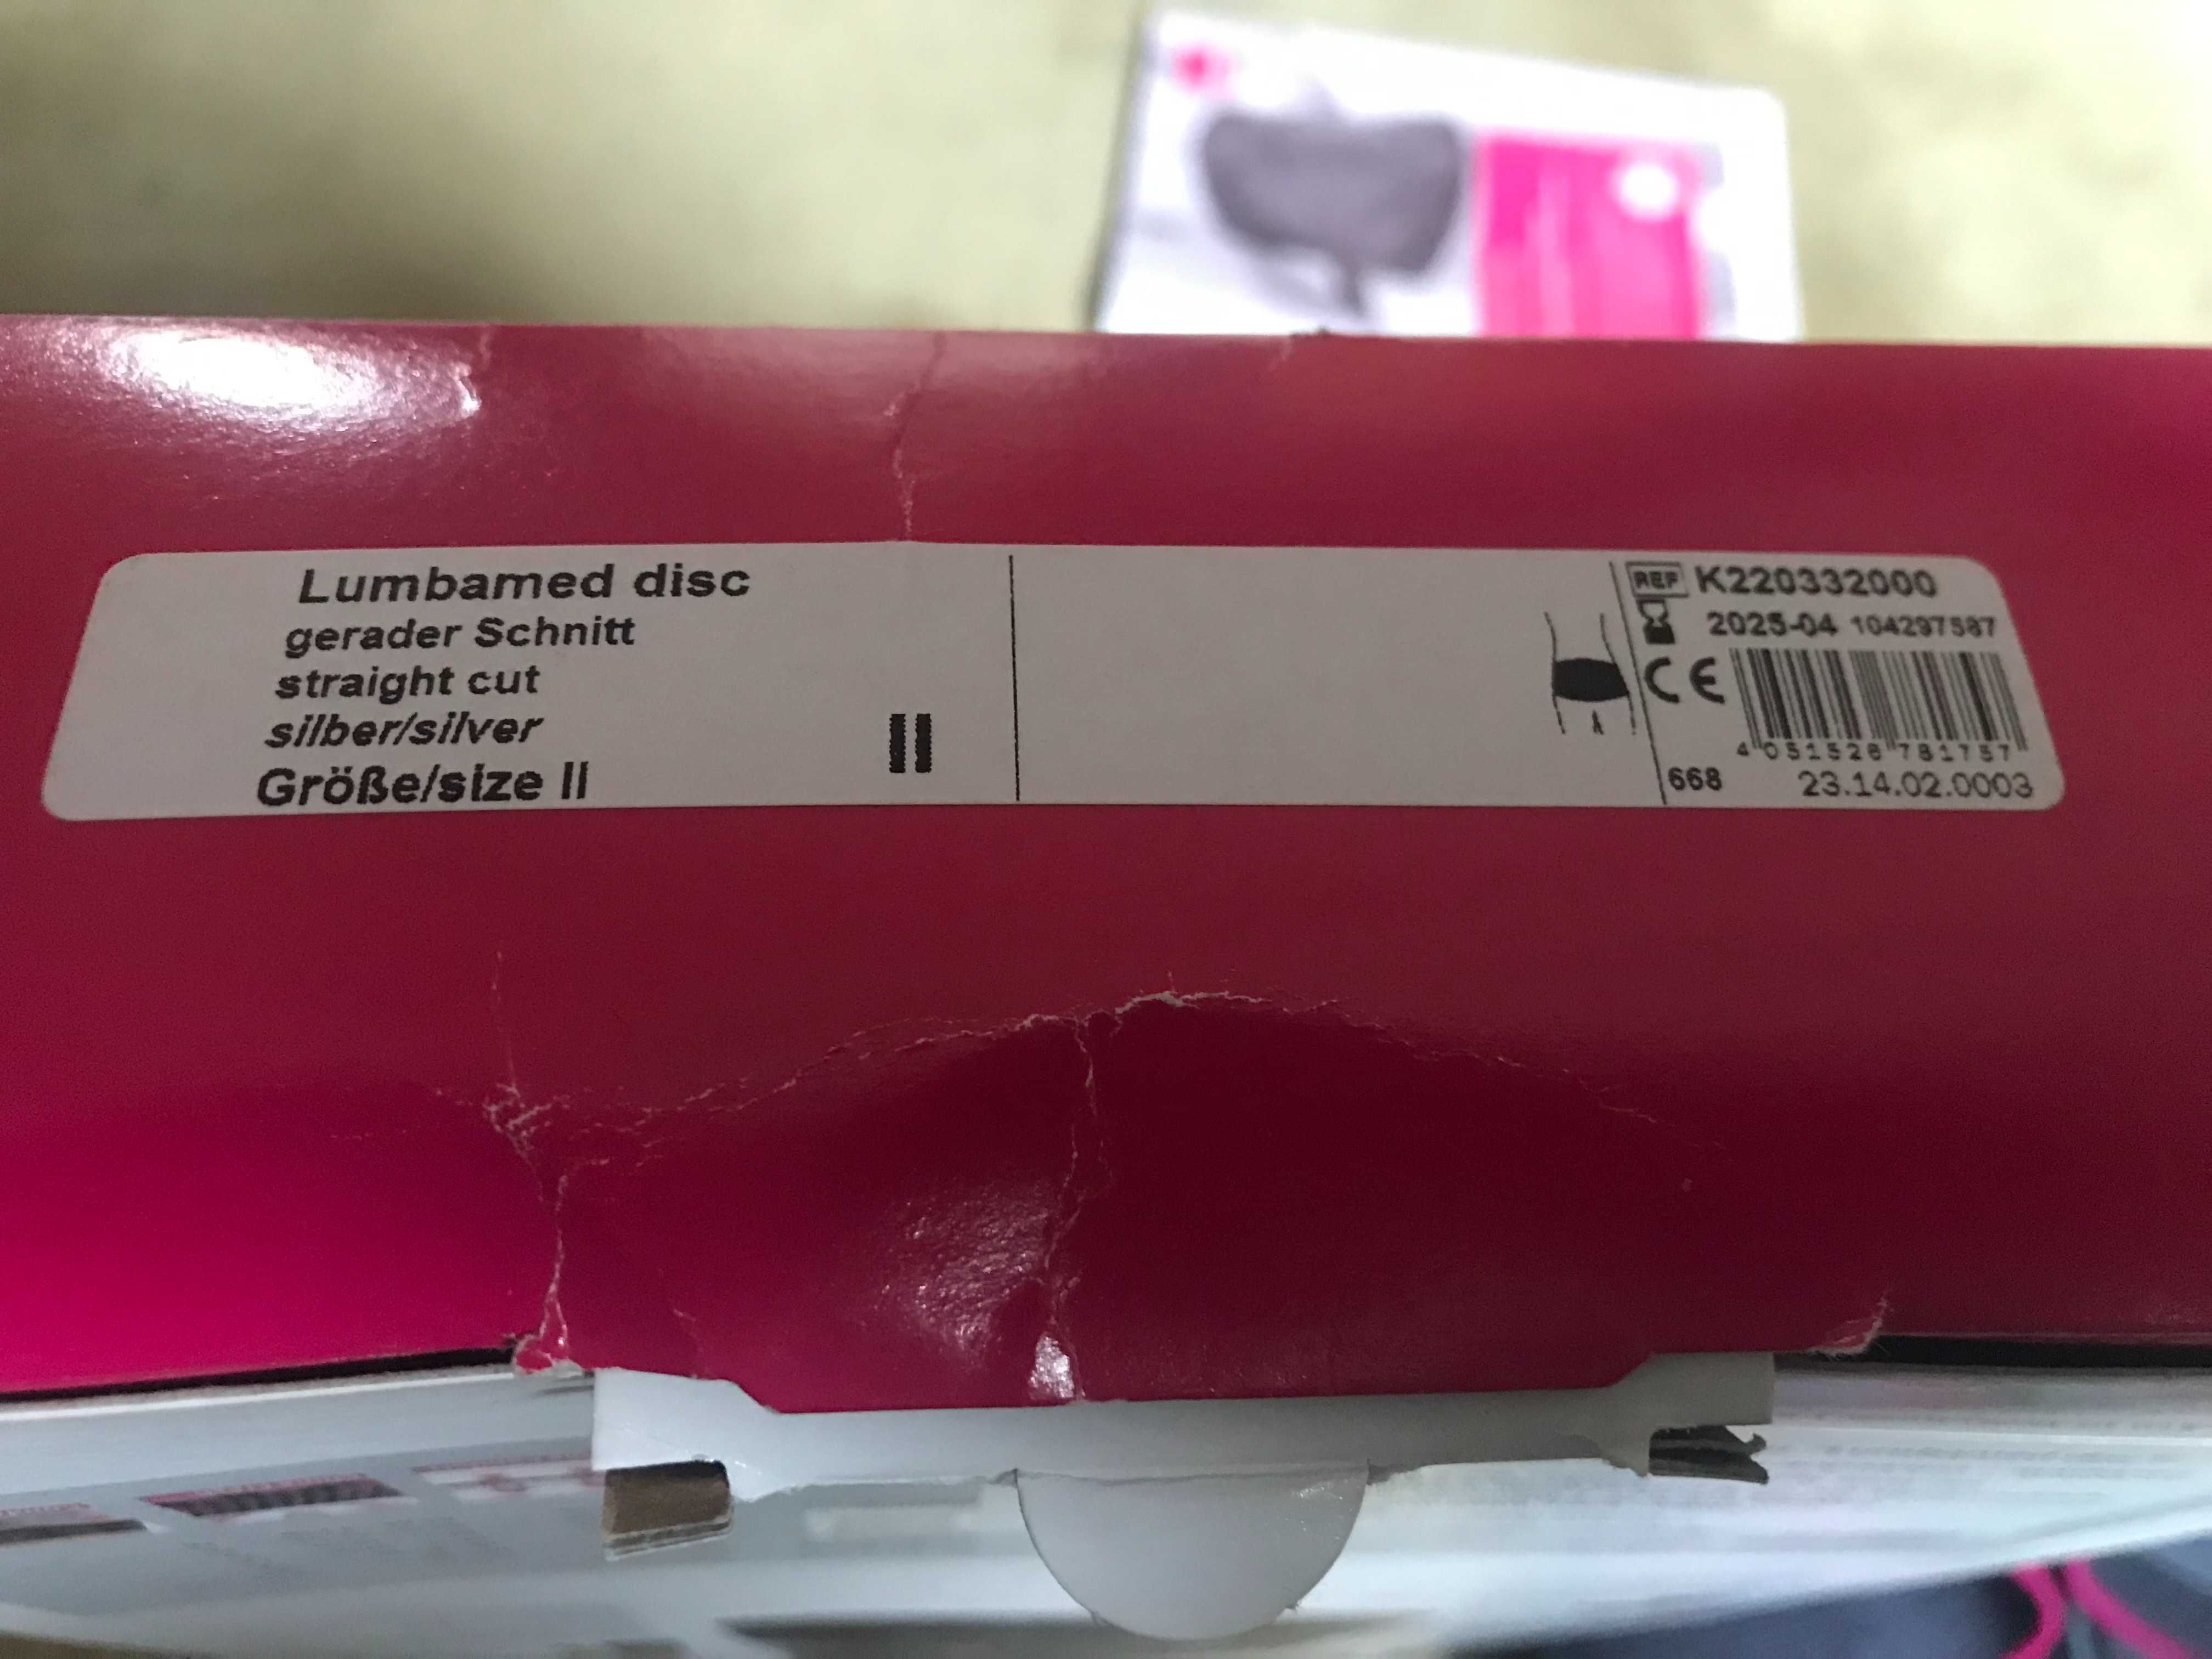 Lumbamed disc
gerader Schnitt
straight cut
silber/silver
Größe/size II
II
REF K220332000
2025-04 104297587
CE
4 051526 781757
668 23.14.02.0003